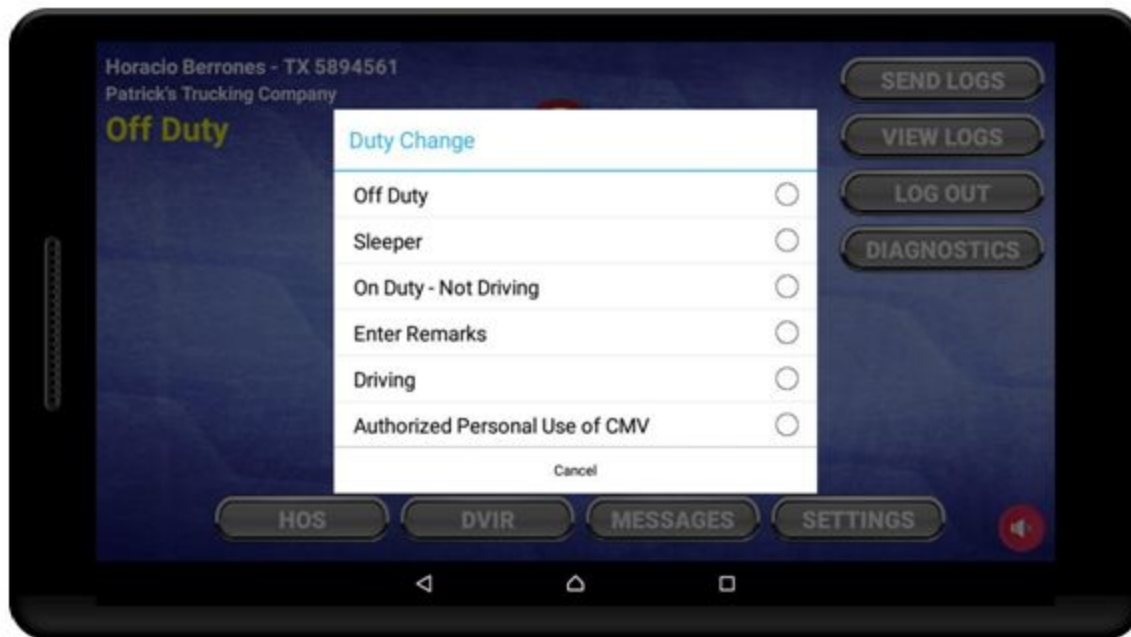 Horacio Berrones - TX 5894561
Patrick's Trucking Company
Off Duty
SEND LOGS
VIEW LOGS
LOG OUT
DIAGNOSTICS
Duty Change
Off Duty
Sleeper
On Duty - Not Driving
Enter Remarks
Driving
Authorized Personal Use of CMV
Cancel
HOS
DVIR
MESSAGES
SETTINGS